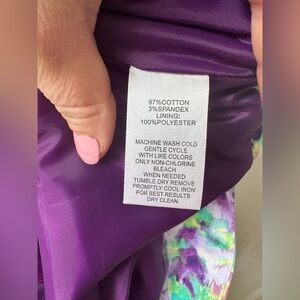 97%COTTON
3%SPANDEX
LINING:
100%POLYESTER
MACHINE WASH COLD
GENTLE CYCLE
WITH LIKE COLORS
ONLY NON-CHLORINE
BLEACH
WHEN NEEDED
TUMBLE DRY REMOVE
PROMPTLY COOL IRON
FOR BEST RESULTS
DRY CLEAN